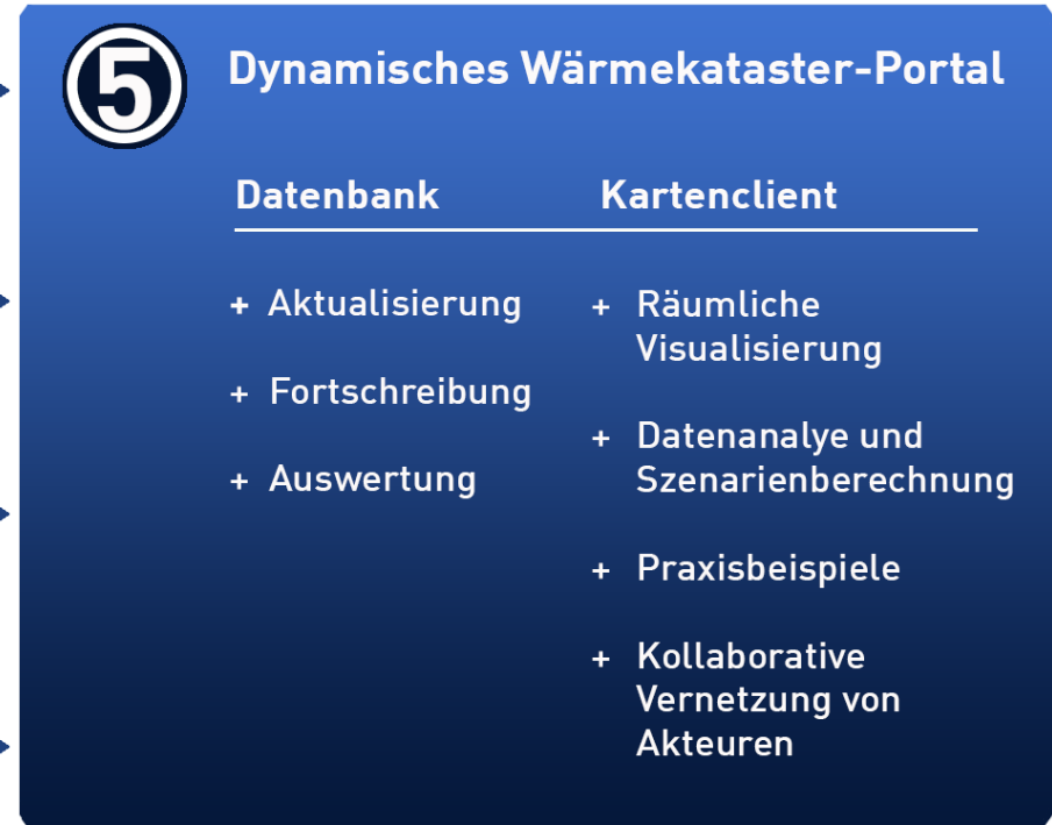 5
Dynamisches Wärmekataster-Portal
Datenbank
+ Aktualisierung
+ Fortschreibung
+ Auswertung
Kartenclient
+ Räumliche
Visualisierung
+ Datenanalye und
Szenarienberechnung
+ Praxisbeispiele
+ Kollaborative
Vernetzung von
Akteuren